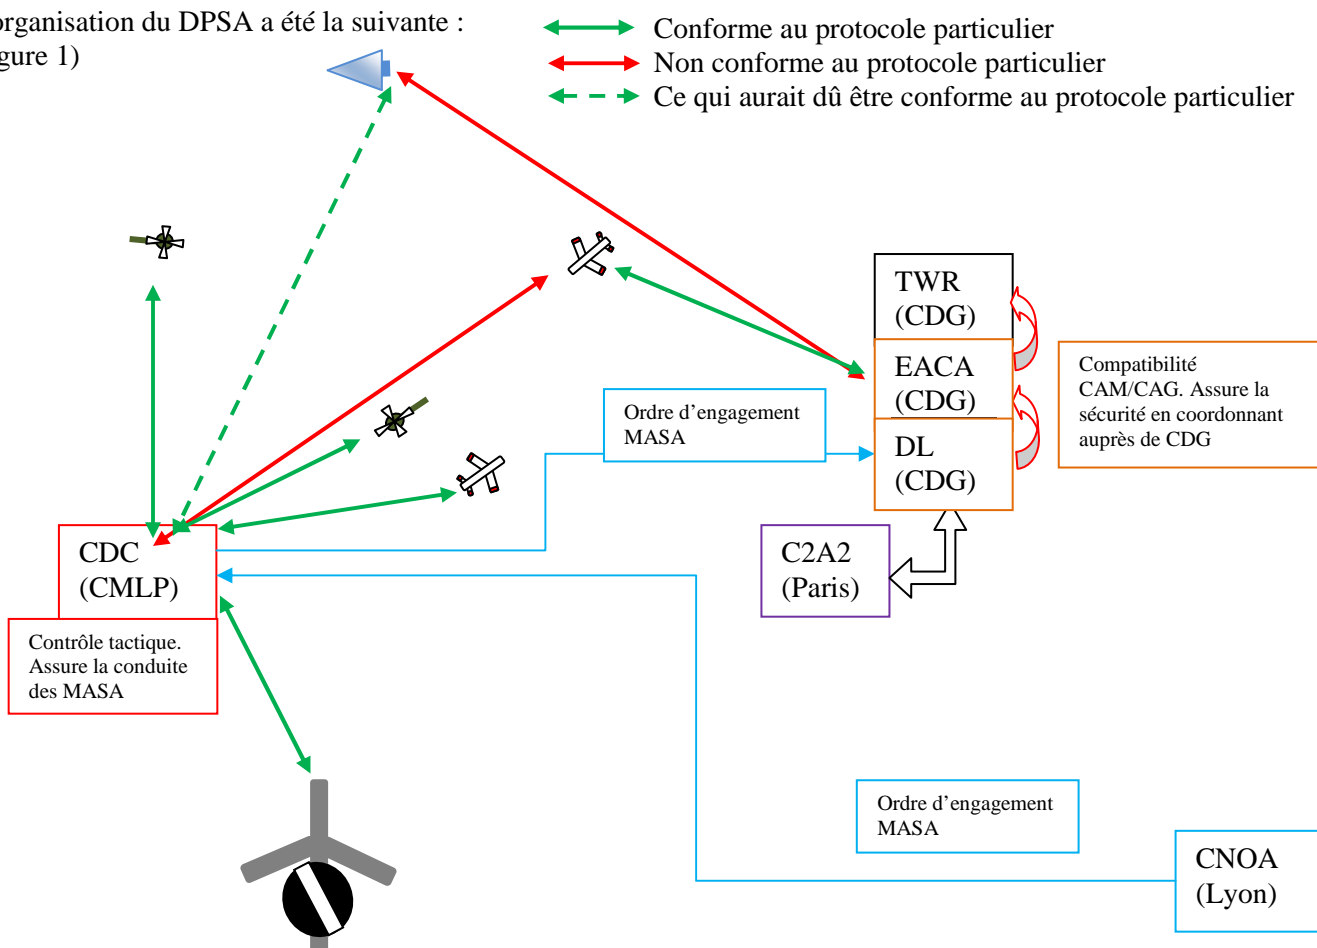 organisation du DPSA a été la suivante :
gure 1)
Conforme au protocole particulier
Non conforme au protocole particulier
Ce qui aurait dû être conforme au protocole particulier
TWR
(CDG)
EACA
(CDG)
DL
(CDG)
Compatibilité
CAM/CAG. Assure la
sécurité en coordonnant
auprès de CDG
Ordre d’engagement
MASA
CDC
(CMLP)
C2A2
(Paris)
Contrôle tactique.
Assure la conduite
des MASA
Ordre d’engagement
MASA
CNOA
(Lyon)